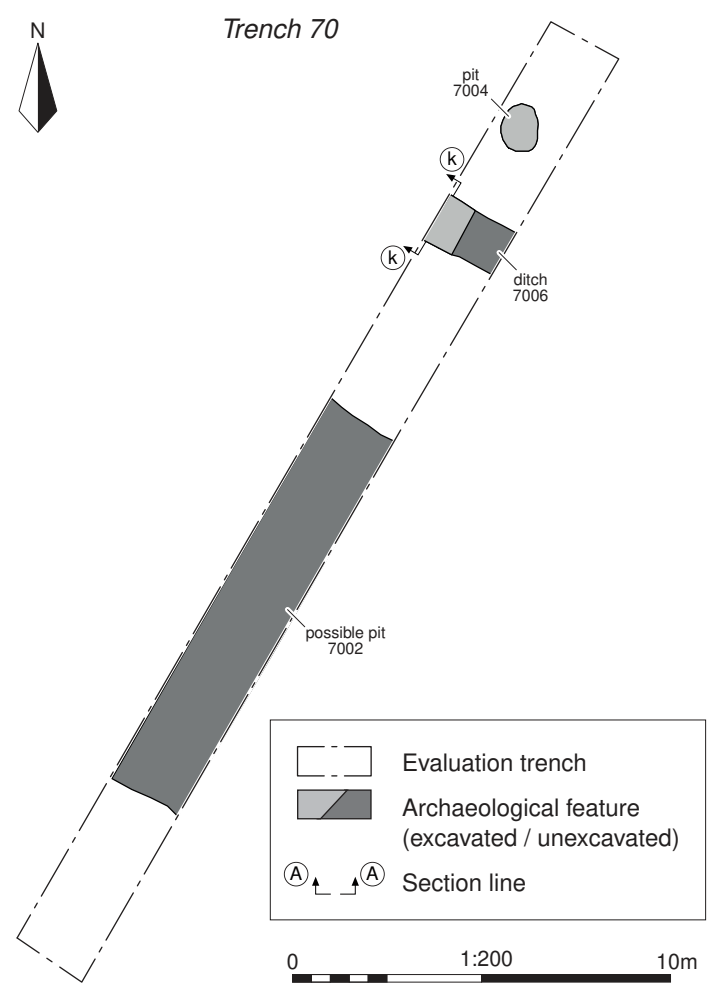 N
Trench 70
pit
7004
k
k
ditch
7006
possible pit
7002
Evaluation trench
Archaeological feature
(excavated / unexcavated)
A A Section line
0 1:200 10m